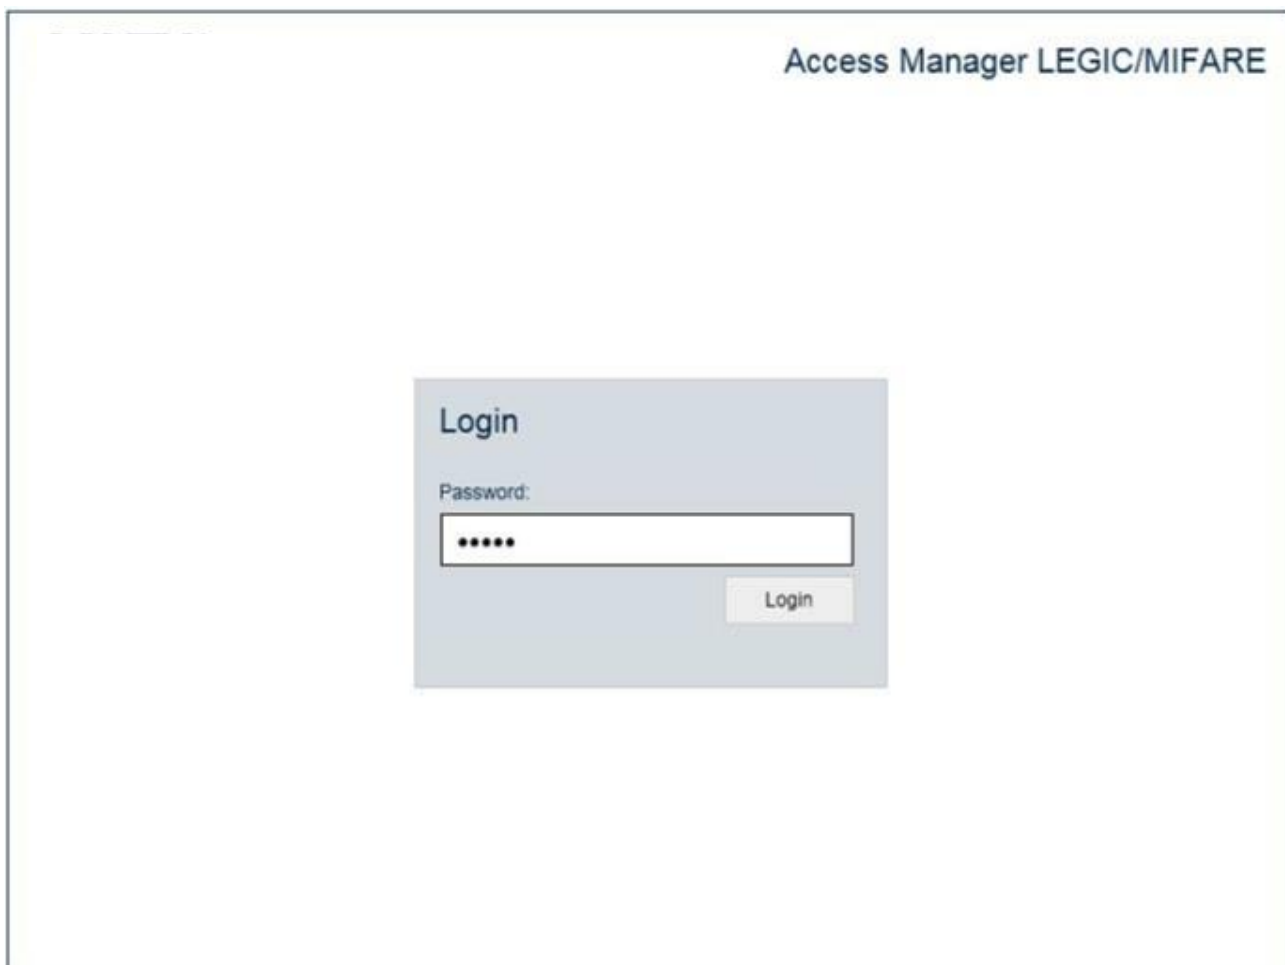 Access Manager LEGIC/MIFARE
Login
Password:
•••••
Login